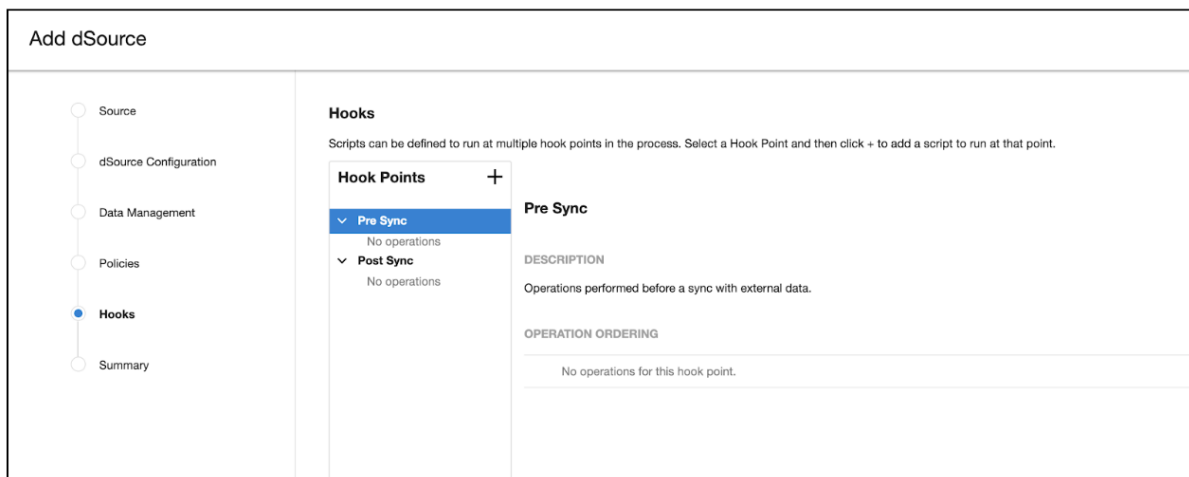 Add dSource
Source
dSource Configuration
Data Management
Policies
Hooks
Summary
Hooks
Scripts can be defined to run at multiple hook points in the process. Select a Hook Point and then click + to add a script to run at that point.
Hook Points +
Pre Sync
No operations
Post Sync
No operations
Pre Sync
DESCRIPTION
Operations performed before a sync with external data.
OPERATION ORDERING
No operations for this hook point.